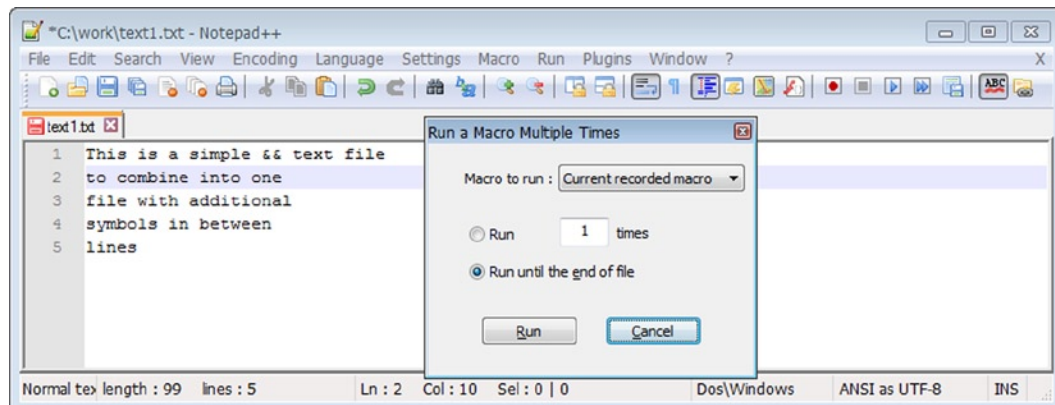 *C:\work\text1.txt - Notepad++
File Edit Search View Encoding Language Settings Macro Run Plugins Window ? X
ABC
text1.txt
1 This is a simple && text file
2 to combine into one
3 file with additional
4 symbols in between
5 lines
Run a Macro Multiple Times
Macro to run : Current recorded macro
Run 1 times
Run until the end of file
Run Cancel
Normal tex length : 99 lines : 5 Ln : 2 Col : 10 Sel : 0 | 0 Dos\Windows ANSI as UTF-8 INS